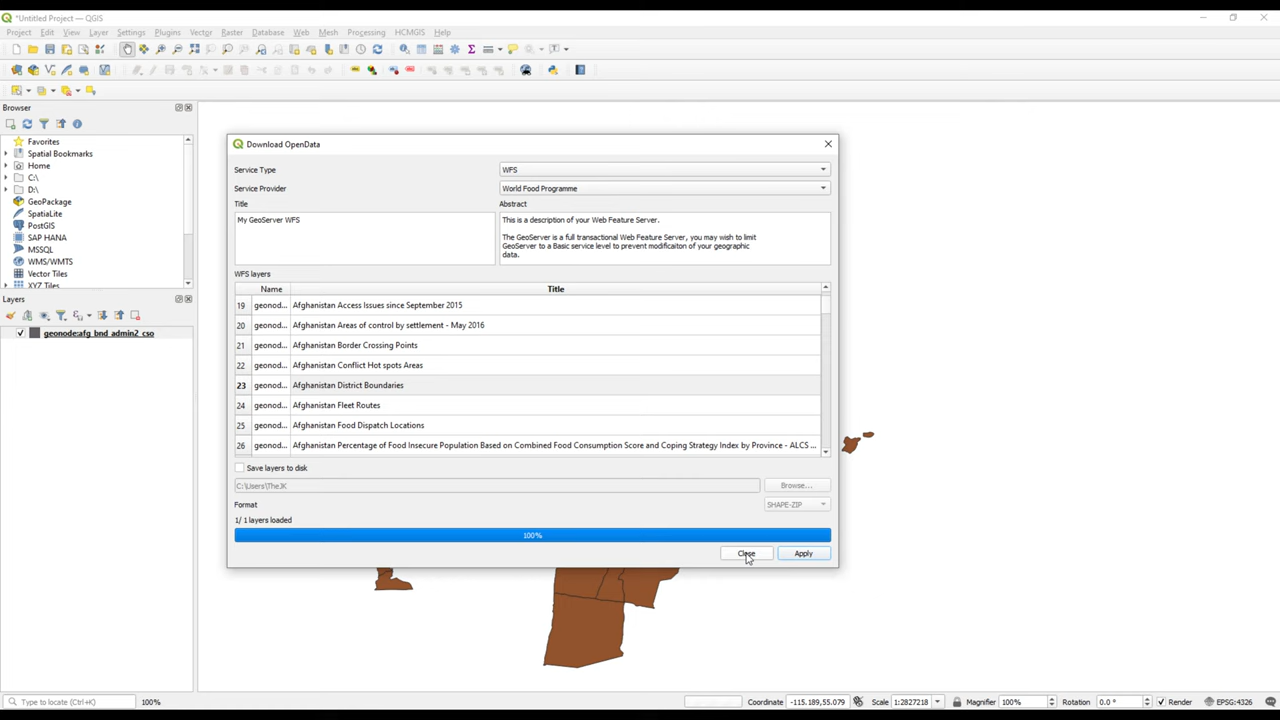 *Untitled Project — QGIS
Project Edit View Layer Settings Plugins Vector Raster Database Web Mesh Processing HCMGIS Help
Browser
Favorites
Spatial Bookmarks
Home
C:\
D:\
GeoPackage
SpatiaLite
PostGIS
SAP HANA
MSSQL
WMS/WMTS
Vector Tiles
XYZ Tiles
Layers
geonode:afg_bnd_admin2_cso
Download OpenData
Service Type
WFS
Service Provider
World Food Programme
Title
Abstract
My GeoServer WFS
This is a description of your Web Feature Server.
The GeoServer is a full transactional Web Feature Server, you may wish to limit
GeoServer to a Basic service level to prevent modificaiton of your geographic
data.
WFS layers
Name Title
19 geonod... Afghanistan Access Issues since September 2015
20 geonod... Afghanistan Areas of control by settlement - May 2016
21 geonod... Afghanistan Border Crossing Points
22 geonod... Afghanistan Conflict Hot spots Areas
23 geonod... Afghanistan District Boundaries
24 geonod... Afghanistan Fleet Routes
25 geonod... Afghanistan Food Dispatch Locations
26 geonod... Afghanistan Percentage of Food Insecure Population Based on Combined Food Consumption Score and Coping Strategy Index by Province - ALCS ...
Save layers to disk
C:\Users\TheJK
Browse...
Format
SHAPE-ZIP
1/ 1 layers loaded
100%
Close Apply
Type to locate (Ctrl+K) 100% Coordinate -115.189,55.079 Scale 1:2827218 Magnifier 100% Rotation 0.0 ° Render EPSG:4326